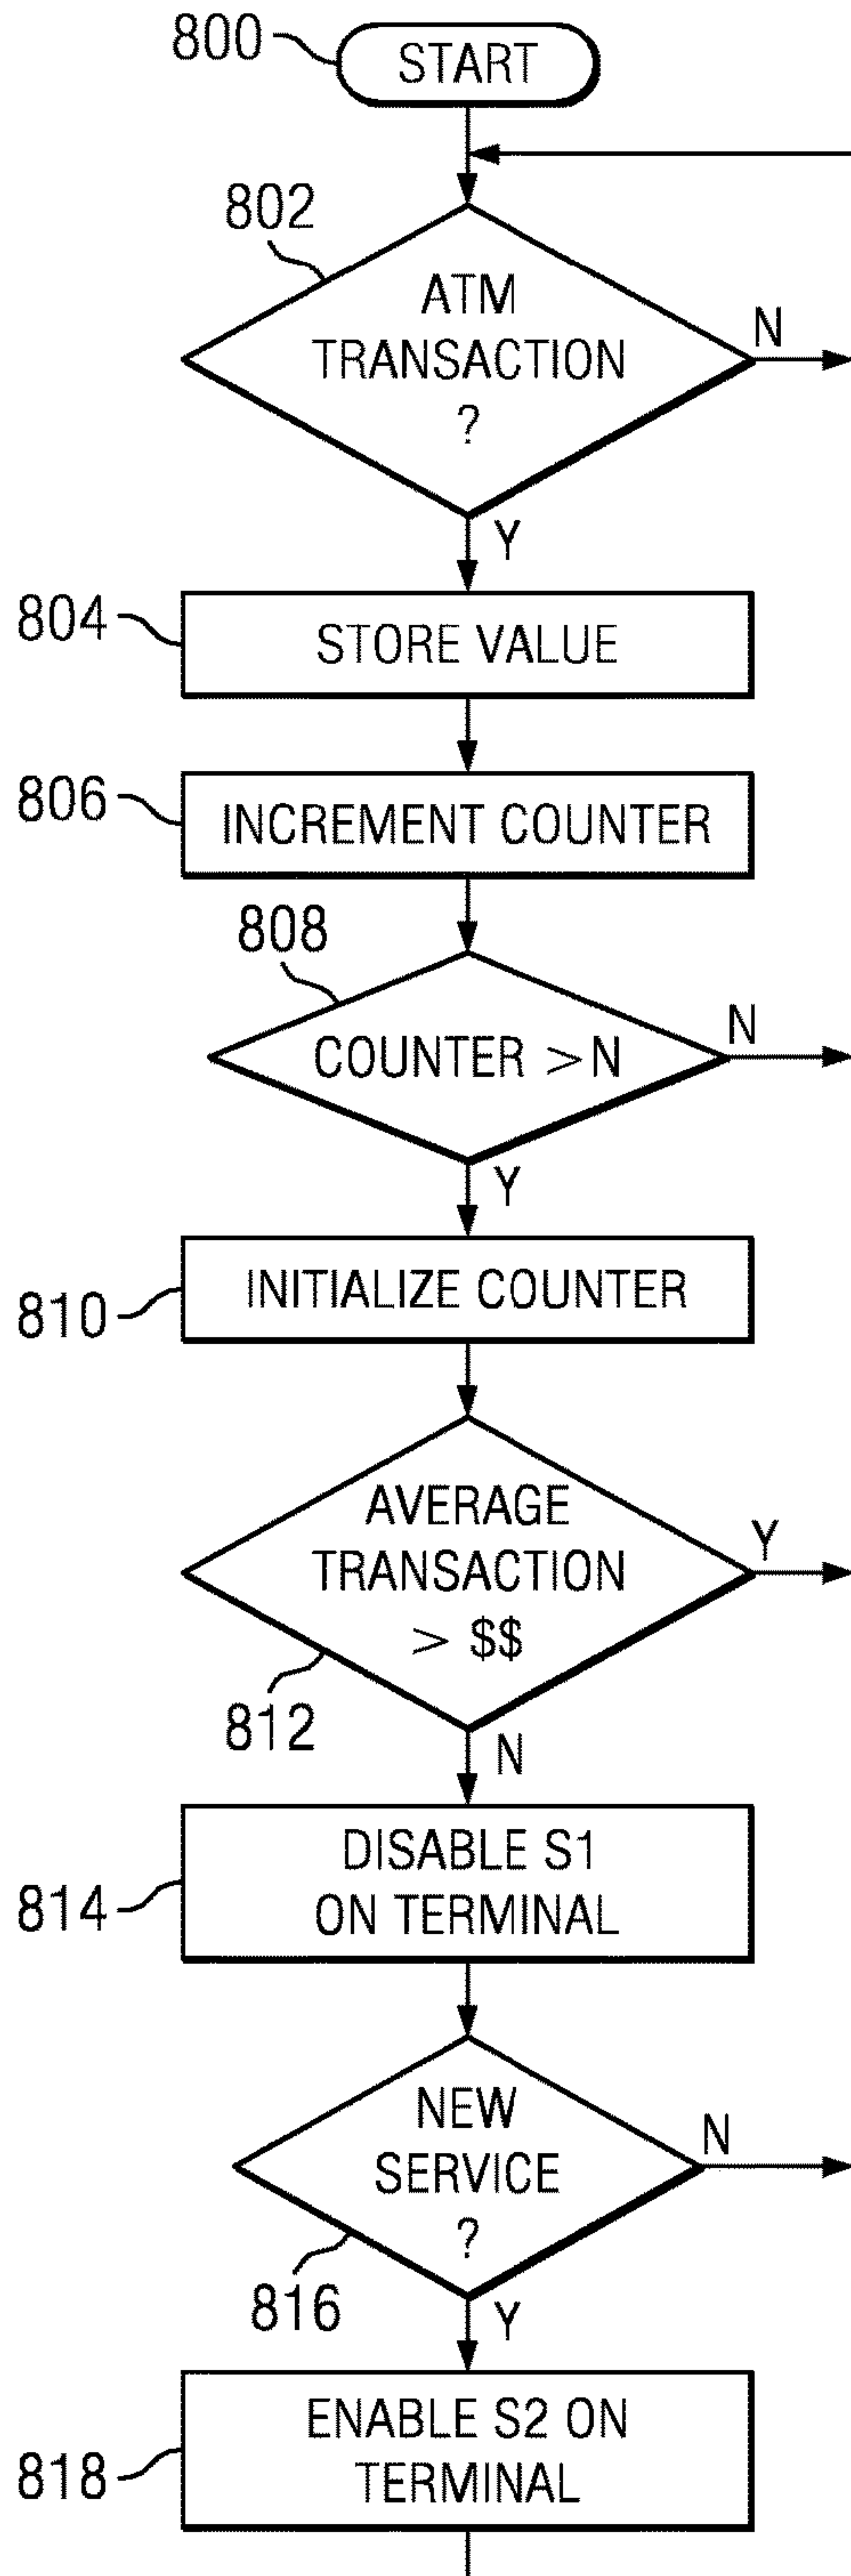 800
START
802
ATM
TRANSACTION
?
N
Y
804
STORE VALUE
806
INCREMENT COUNTER
808
COUNTER >N
N
Y
INITIALIZE COUNTER
810
AVERAGE
TRANSACTION
> $$
Y
812
N
DISABLE S1
ON TERMINAL
814
NEW
SERVICE
?
N
816
Y
ENABLE S2 ON
TERMINAL
818